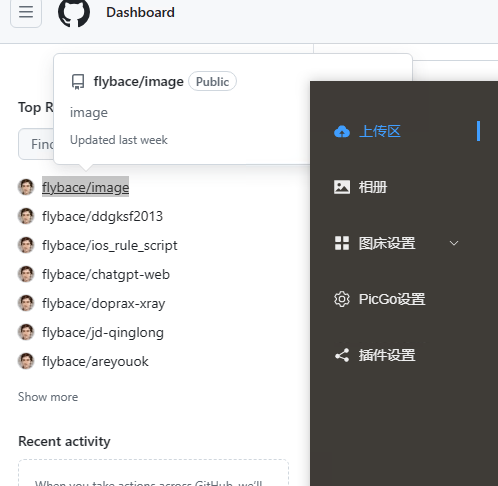 Dashboard
flybace/image Public
image
Updated last week
Top R
Find
flybace/image
flybace/ddgksf2013
flybace/ios_rule_script
flybace/chatgpt-web
flybace/doprax-xray
flybace/jd-qinglong
flybace/areyouok
Show more
Recent activity
When you take actions across GitHub, we'll
上传区
相册
图床设置
PicGo设置
插件设置